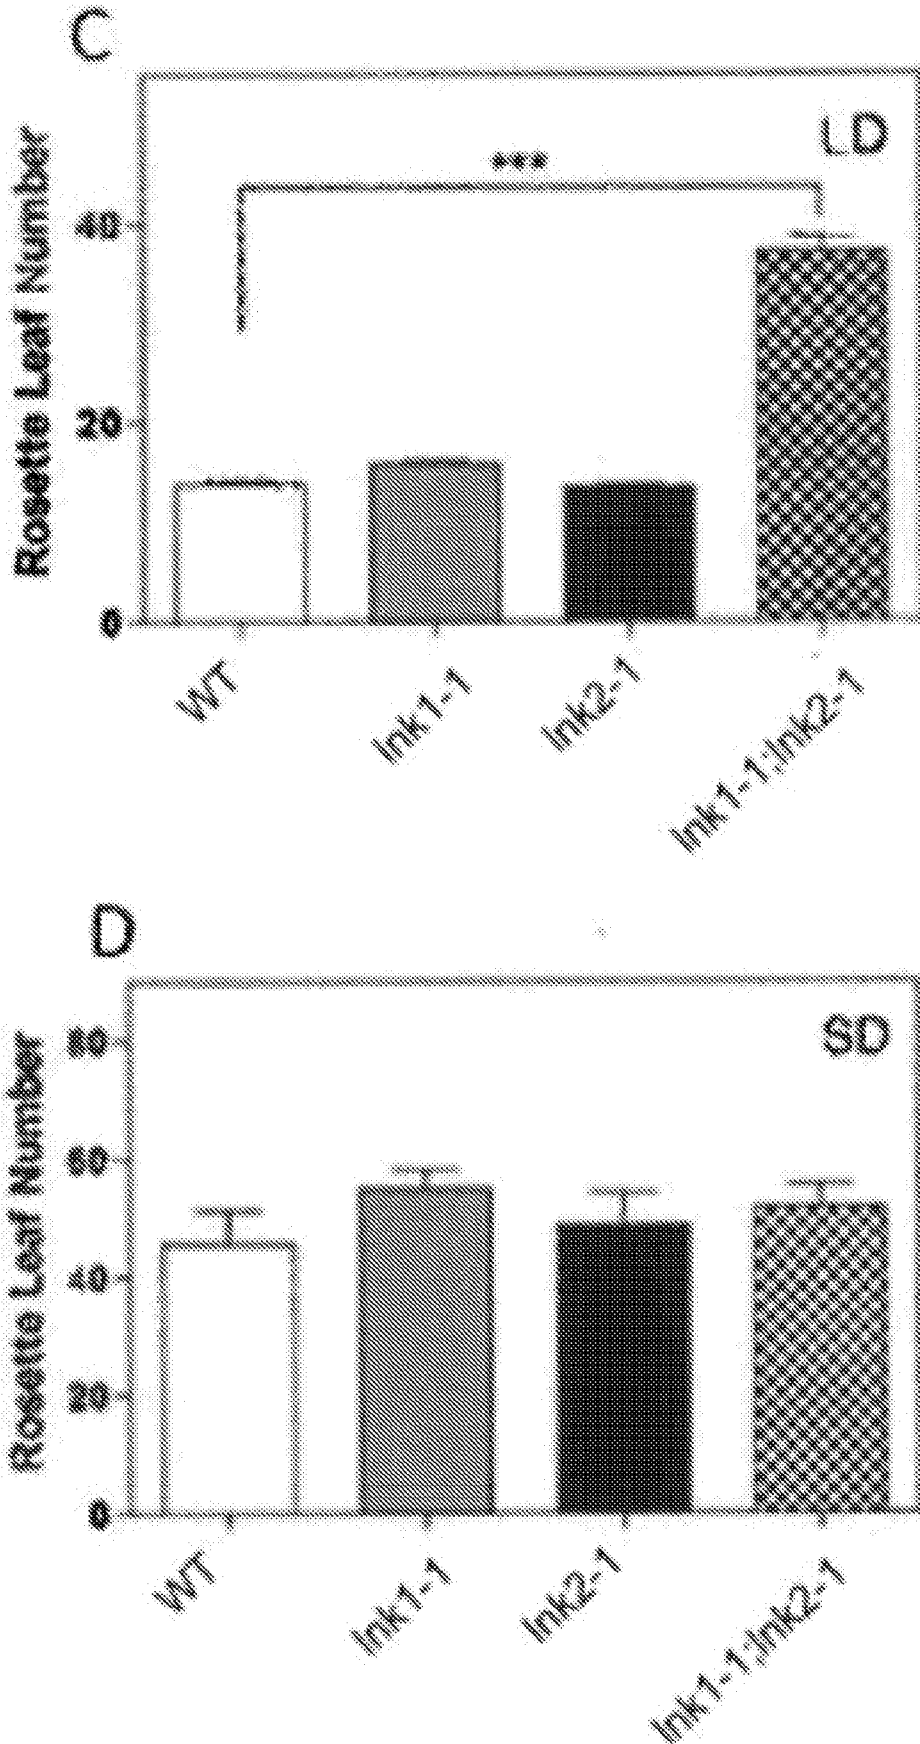 C
LD
***
Rosette Leaf Number
40
20
0
WT
lnk1-1
lnk2-1
lnk1-1;lnk2-1
D
SD
Rosette Leaf Number
80
60
40
20
0
WT
lnk1-1
lnk2-1
lnk1-1;lnk2-1